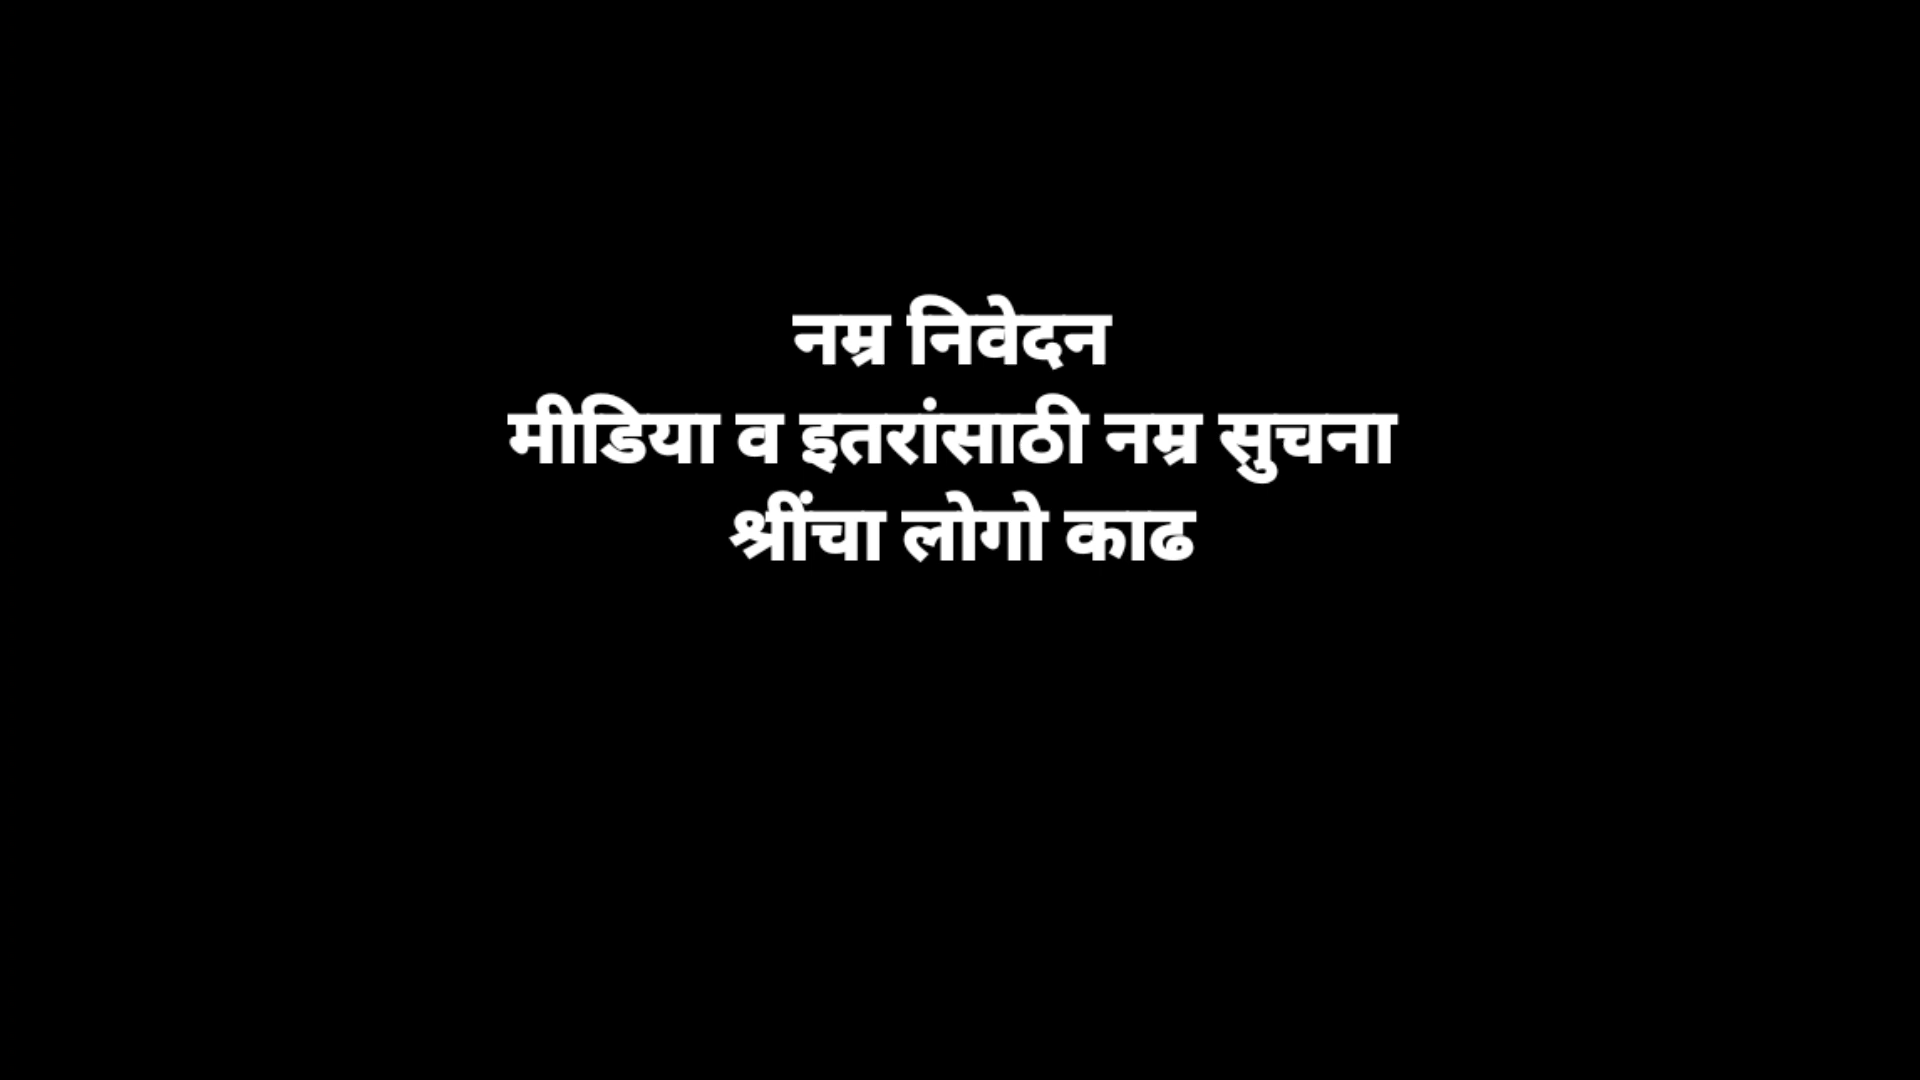 नम्र निवेदन
मीडिया व इतरांसाठी नम्र सुचना
श्रींचा लोगो काढ